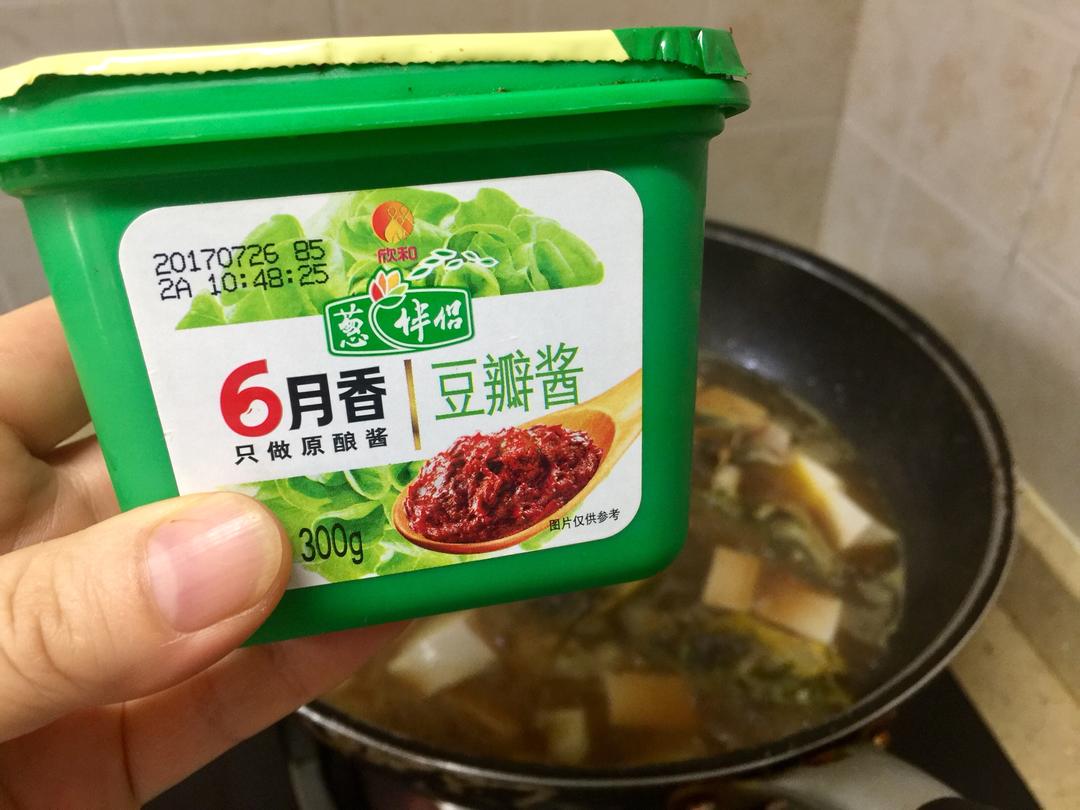 20170726 85
2A 10:48:25
欣和
葱伴侣
6月香
只做原酿酱
豆瓣酱
300g
图片仅供参考